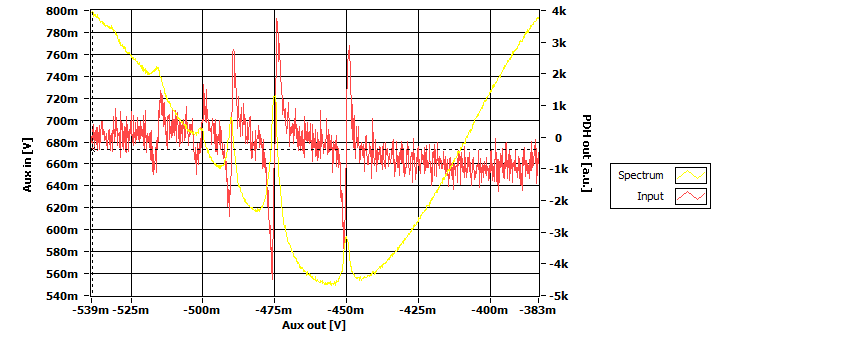 800m
780m
760m
740m
720m
700m
680m
660m
640m
620m
600m
580m
560m
540m
Aux in [V]
4k
3k
2k
1k
0
-1k
-2k
-3k
-4k
-5k
PDH out [a.u.]
-539m -525m -500m -475m -450m -425m -400m -383m
Aux out [V]
Spectrum
Input